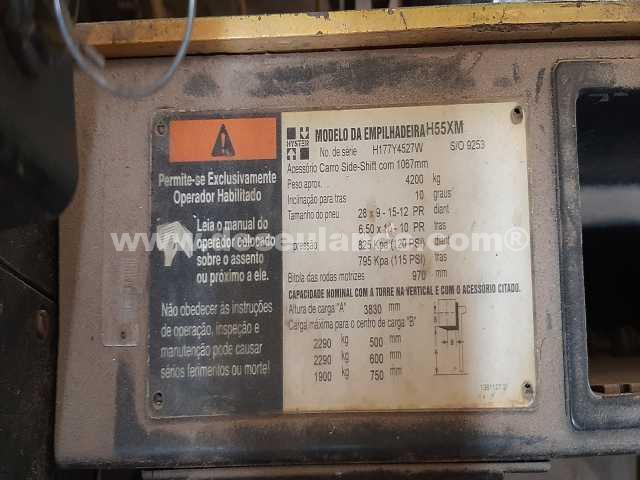 Permite-se Exclusivamente
Operador Habilitado
Leia o manual do
operador colocado
sobre o assento
ou próximo a ele.
Não obedecer às instruções
de operação, inspeção e
manutenção pode causar
sérios ferimentos ou morte!
HYSTER
MODELO DA EMPILHADEIRA H55XM
No. de série H177Y4527W S/O 9253
Acessório Carro Side-Shift com 1067mm
Peso aprox. 4200 kg
Inclinação para tras 10 graus
Tamanho do pneu 28 x 9 - 15-12 PR diant
6.50 x - 10 PR tras
825 Kpa (120 PSI) diant
795 Kpa (115 PSI) tras
Bitola das rodas motrizes 970 mm
CAPACIDADE NOMINAL COM A TORRE NA VERTICAL E COM O ACESSORIO CITADO.
Altura de carga "A" 3830 mm
Carga máxima para o centro de carga "B"
2290 kg 500 mm
2290 kg 600 mm
1900 kg 750 mm
A
B